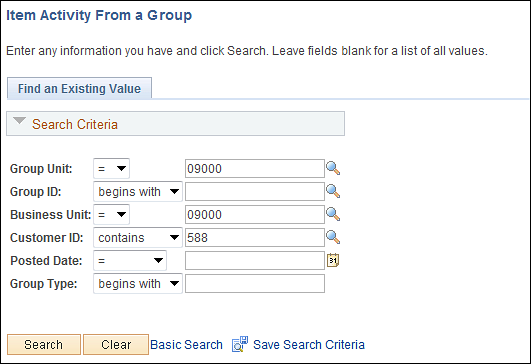 Item Activity From a Group
Enter any information you have and click Search. Leave fields blank for a list of all values.
Find an Existing Value
Search Criteria
Group Unit: = 09000
Group ID: begins with
Business Unit: = 09000
Customer ID: contains 588
Posted Date: = 31
Group Type: begins with
Search Clear Basic Search Save Search Criteria